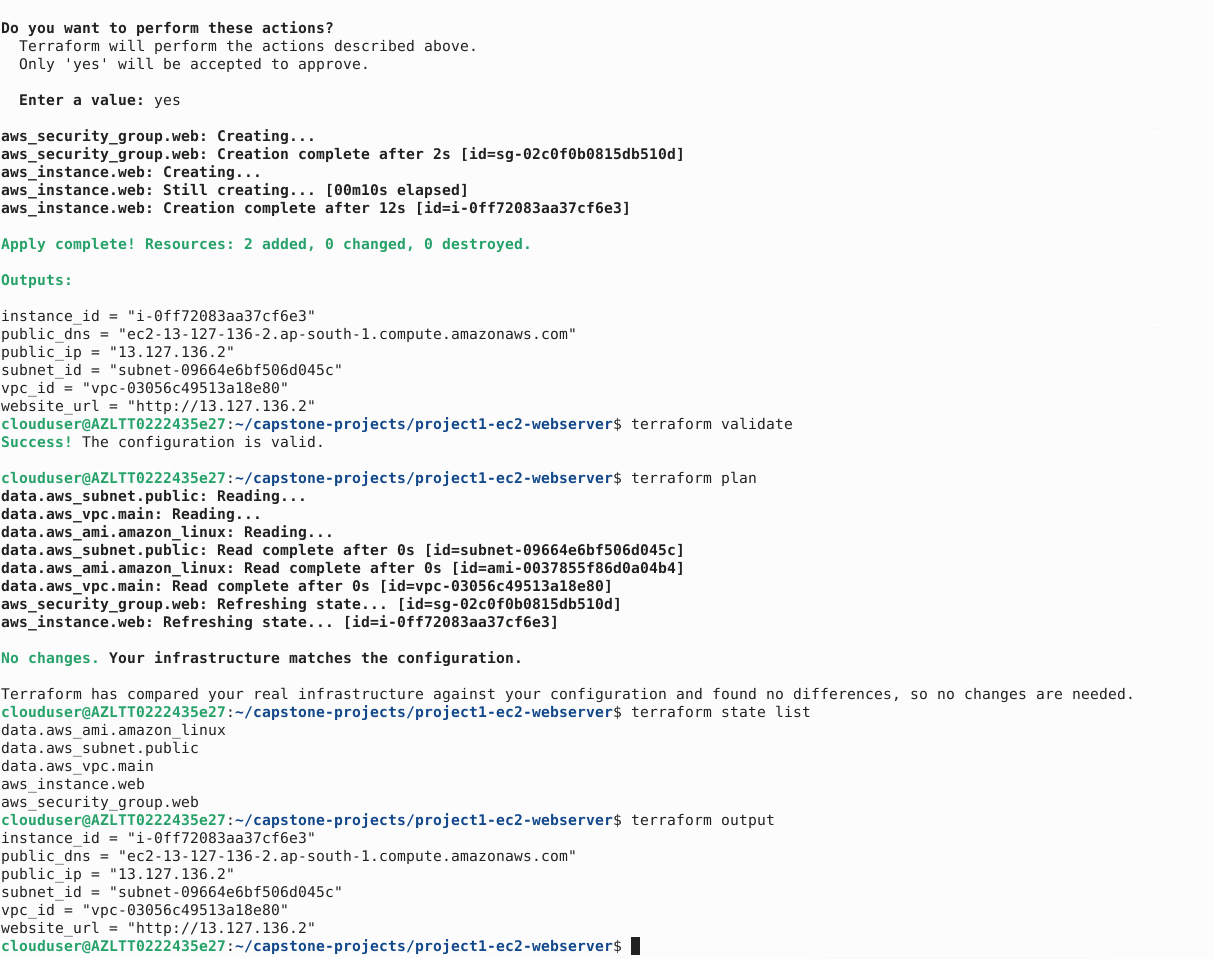 Do you want to perform these actions?
  Terraform will perform the actions described above.
  Only 'yes' will be accepted to approve.

  Enter a value: yes

aws_security_group.web: Creating...
aws_security_group.web: Creation complete after 2s [id=sg-02c0f0b0815db510d]
aws_instance.web: Creating...
aws_instance.web: Still creating... [00m10s elapsed]
aws_instance.web: Creation complete after 12s [id=i-0ff72083aa37cf6e3]

Apply complete! Resources: 2 added, 0 changed, 0 destroyed.

Outputs:

instance_id = "i-0ff72083aa37cf6e3"
public_dns = "ec2-13-127-136-2.ap-south-1.compute.amazonaws.com"
public_ip = "13.127.136.2"
subnet_id = "subnet-09664e6bf506d045c"
vpc_id = "vpc-03056c49513a18e80"
website_url = "http://13.127.136.2"
clouduser@AZLTT0222435e27:~/capstone-projects/project1-ec2-webserver$ terraform validate
Success! The configuration is valid.

clouduser@AZLTT0222435e27:~/capstone-projects/project1-ec2-webserver$ terraform plan
data.aws_subnet.public: Reading...
data.aws_vpc.main: Reading...
data.aws_ami.amazon_linux: Reading...
data.aws_subnet.public: Read complete after 0s [id=subnet-09664e6bf506d045c]
data.aws_ami.amazon_linux: Read complete after 0s [id=ami-0037855f86d0a04b4]
data.aws_vpc.main: Read complete after 0s [id=vpc-03056c49513a18e80]
aws_security_group.web: Refreshing state... [id=sg-02c0f0b0815db510d]
aws_instance.web: Refreshing state... [id=i-0ff72083aa37cf6e3]

No changes. Your infrastructure matches the configuration.

Terraform has compared your real infrastructure against your configuration and found no differences, so no changes are needed.
clouduser@AZLTT0222435e27:~/capstone-projects/project1-ec2-webserver$ terraform state list
data.aws_ami.amazon_linux
data.aws_subnet.public
data.aws_vpc.main
aws_instance.web
aws_security_group.web
clouduser@AZLTT0222435e27:~/capstone-projects/project1-ec2-webserver$ terraform output
instance_id = "i-0ff72083aa37cf6e3"
public_dns = "ec2-13-127-136-2.ap-south-1.compute.amazonaws.com"
public_ip = "13.127.136.2"
subnet_id = "subnet-09664e6bf506d045c"
vpc_id = "vpc-03056c49513a18e80"
website_url = "http://13.127.136.2"
clouduser@AZLTT0222435e27:~/capstone-projects/project1-ec2-webserver$